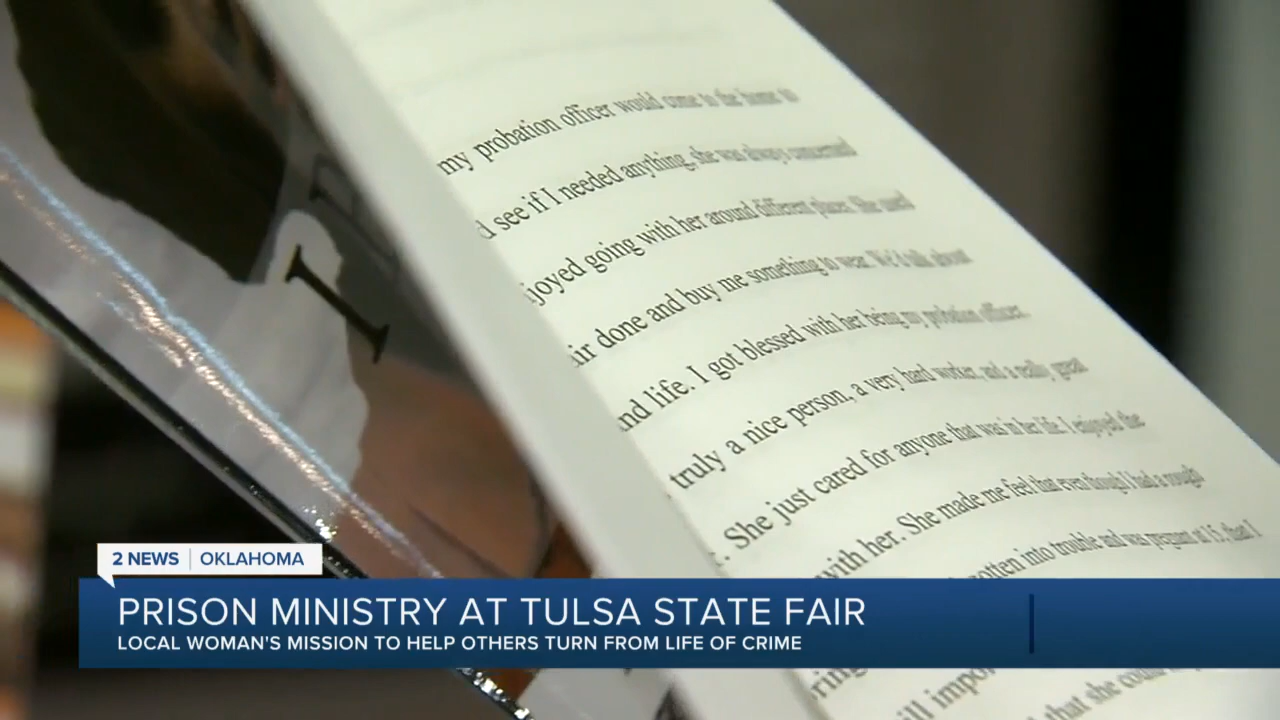 my probation officer would come to the home to
d see if I needed anything, she was always concerned
joyed going with her around different places. She used
ir done and buy me something to wear. We'd talk about
nd life. I got blessed with her being my probation officer.
truly a nice person, a very hard worker, and a really great
. She just cared for anyone that was in her life. I enjoyed the
with her. She made me feel that even though I had a rough
gotten into trouble and was pregnant at 15, than I
that she
I
2 NEWS | OKLAHOMA
PRISON MINISTRY AT TULSA STATE FAIR
LOCAL WOMAN'S MISSION TO HELP OTHERS TURN FROM LIFE OF CRIME